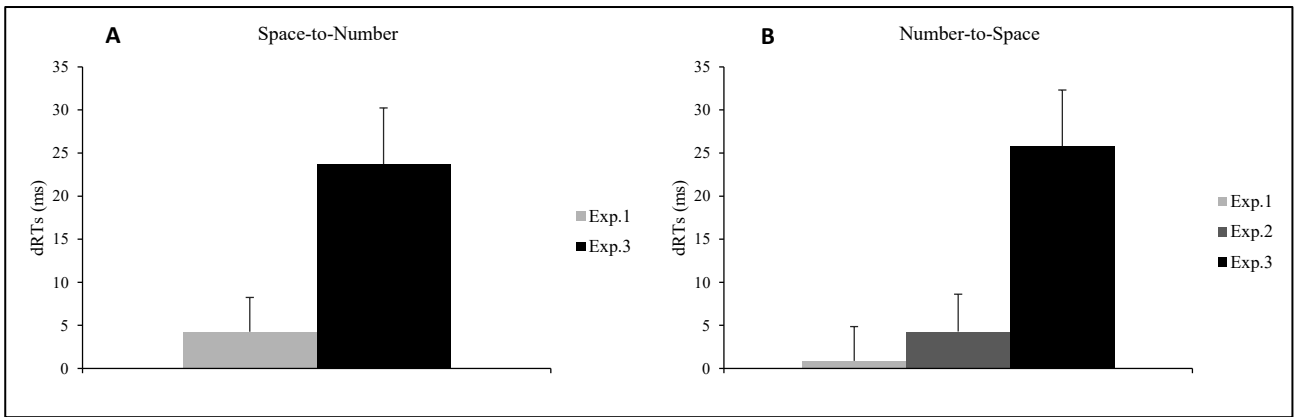 A
Space-to-Number
35
30
25
20
15
10
5
0
dRTs (ms)
Exp.1
Exp.3
B
Number-to-Space
35
30
25
20
15
10
5
0
dRTs (ms)
Exp.1
Exp.2
Exp.3